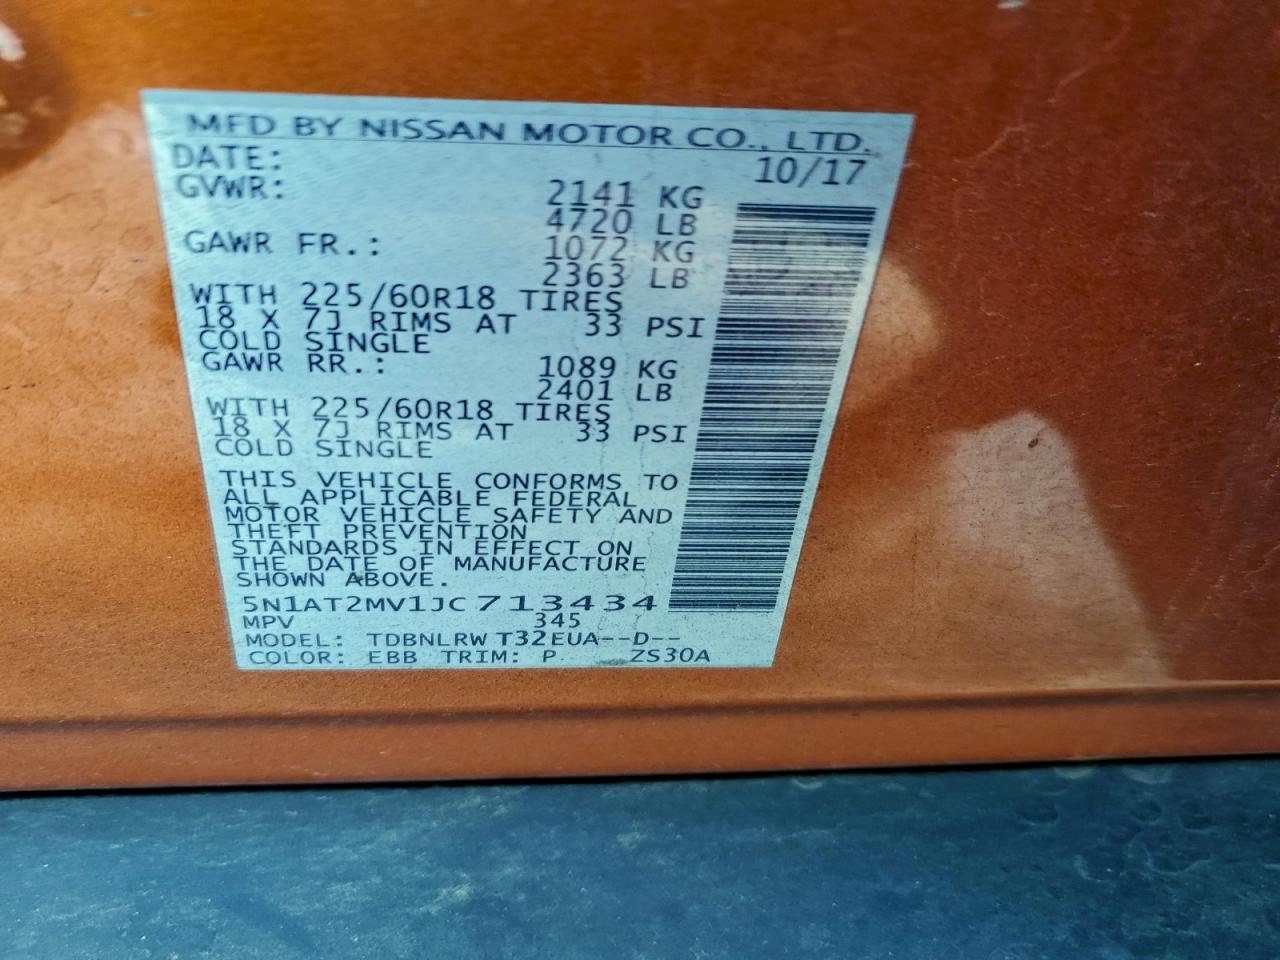 MFD BY NISSAN MOTOR CO., LTD.
DATE: 10/17
GVWR: 2141 KG
4720 LB
GAWR FR.: 1072 KG
2363 LB
WITH 225/60R18 TIRES
18 X 7J RIMS AT 33 PSI
COLD SINGLE
GAWR RR.: 1089 KG
2401 LB
WITH 225/60R18 TIRES
18 X 7J RIMS AT 33 PSI
COLD SINGLE
THIS VEHICLE CONFORMS TO
ALL APPLICABLE FEDERAL
MOTOR VEHICLE SAFETY AND
THEFT PREVENTION
STANDARDS IN EFFECT ON
THE DATE OF MANUFACTURE
SHOWN ABOVE.
5N1AT2MV1JC713434
MPV 345
MODEL: TDBNLRW T32EUA--D--
COLOR: EBB TRIM: P ZS30A